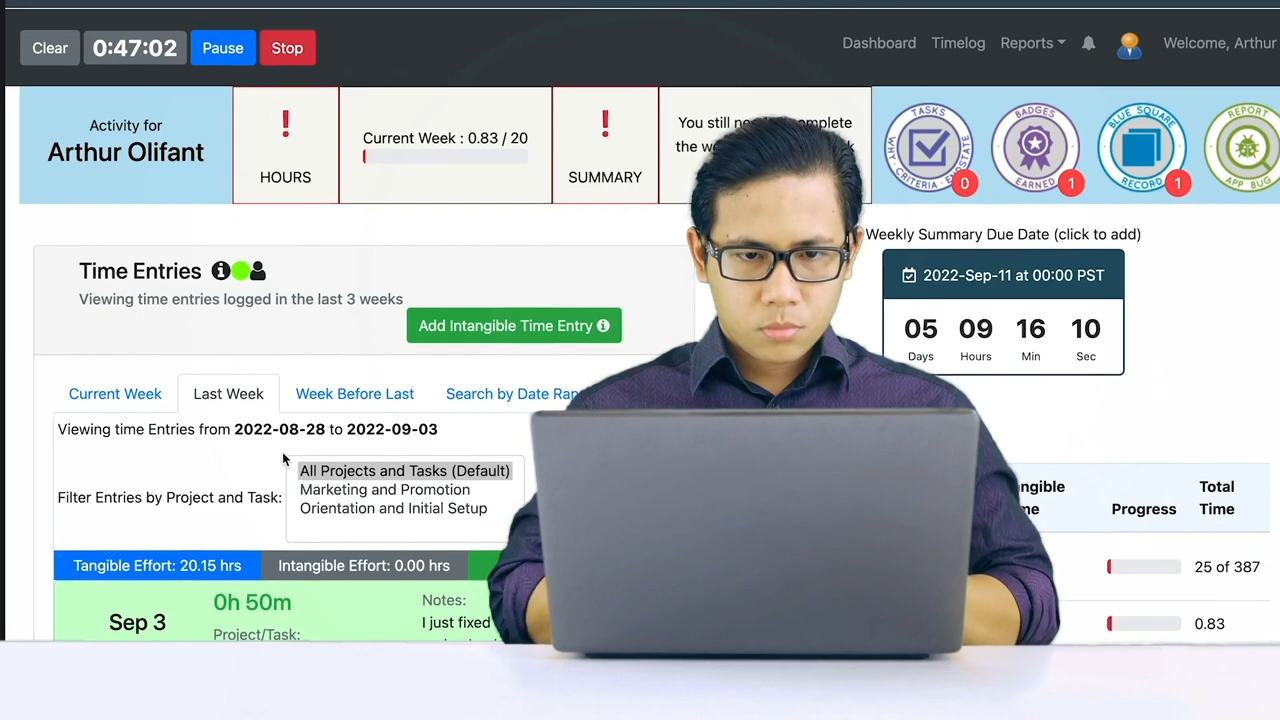 Clear 0:47:02 Pause Stop Dashboard Timelog Reports Welcome, Arthur
Activity for
Arthur Olifant
!
HOURS
Current Week : 0.83 / 20
!
SUMMARY
You still
the
TASKS
WHY CRITERIA
0
BADGES
EARNED
1
BLUE SQUARE
RECORD
1
REPORT
APP BUG
Weekly Summary Due Date (click to add)
2022-Sep-11 at 00:00 PST
05 09 16 10
Days Hours Min Sec
Time Entries
Viewing time entries logged in the last 3 weeks
Add Intangible Time Entry
Current Week Last Week Week Before Last Search by Date
Viewing time Entries from 2022-08-28 to 2022-09-03
Filter Entries by Project and Task:
All Projects and Tasks (Default)
Marketing and Promotion
Orientation and Initial Setup
Tangible Effort: 20.15 hrs Intangible Effort: 0.00 hrs
Sep 3
0h 50m
Project/Task:
Notes:
I just fixed
Progress
Total
Time
25 of 387
0.83